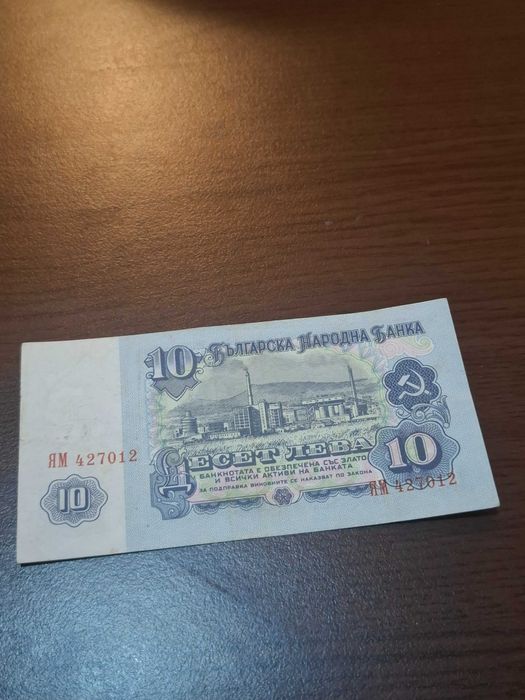 10 БЪЛГАРСКА НАРОДНА БАНКА
ЯМ 427012
ДЕСЕТ ЛЕВА
10
БАНКНОТАТА Е ОБЕЗПЕЧЕНА СЪС ЗЛАТО
И ВСИЧКИ АКТИВИ НА БАНКАТА
ЗА ПОДПРАВКА ВИНОВНИТЕ СЕ НАКАЗВАТ ПО ЗАКОНА
10
ЯМ 427012